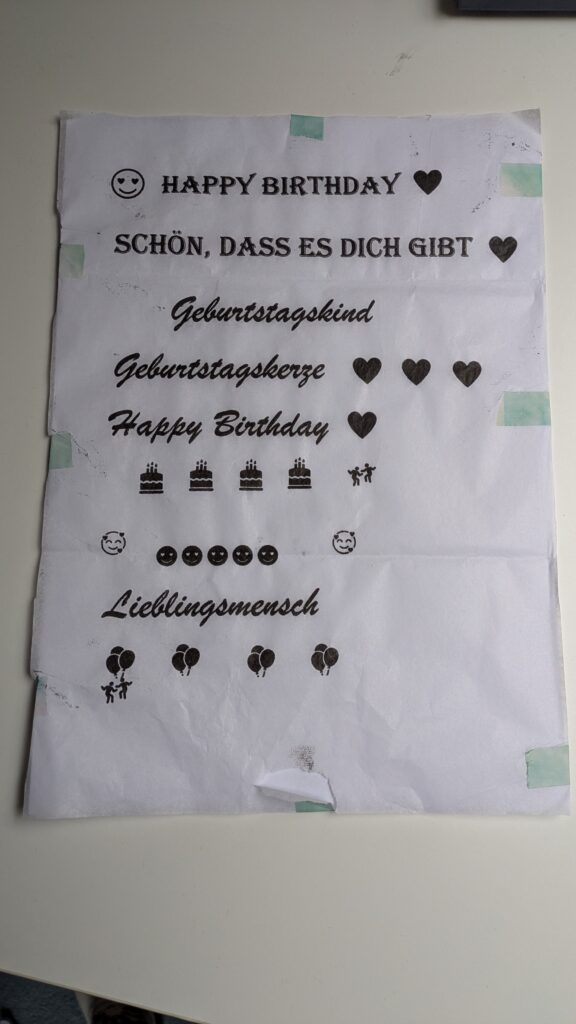 HAPPY BIRTHDAY
SCHÖN, DASS ES DICH GIBT
Geburtstagskind
Geburtstagskerze
Happy Birthday
Lieblingsmensch